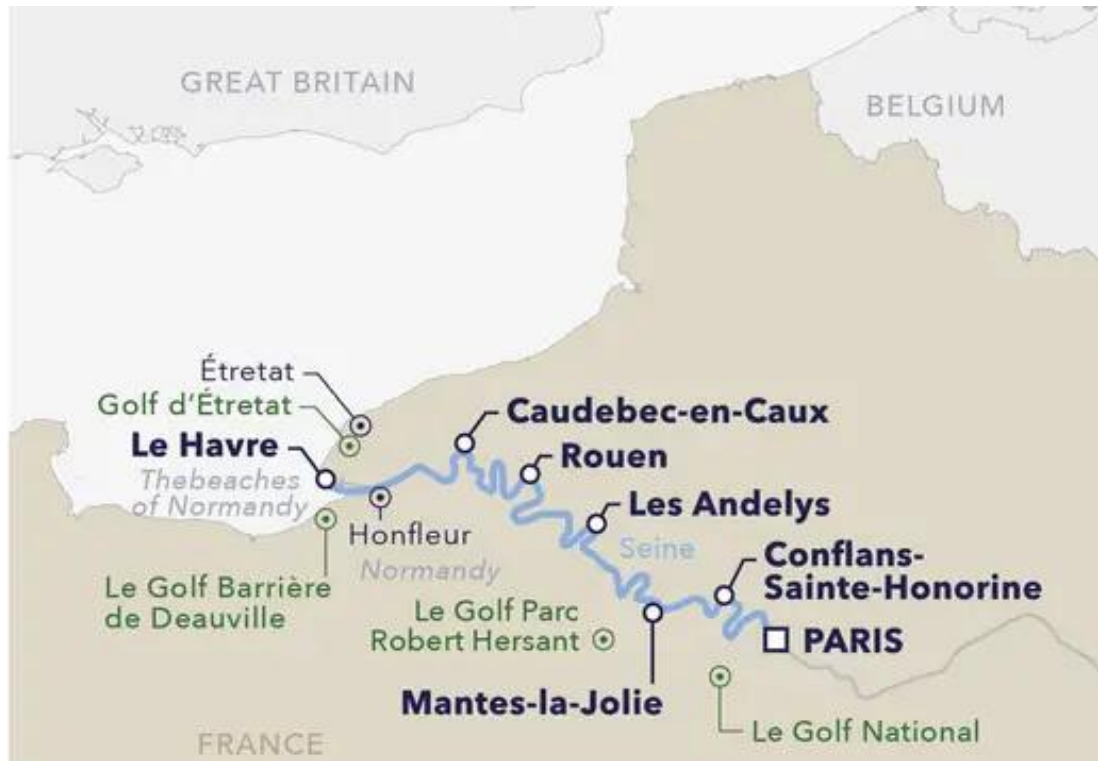 GREAT BRITAIN
BELGIUM
Étretat
Golf d'Étretat
Le Havre
Thebeaches
of Normandy
Caudebec-en-Caux
Rouen
Les Andelys
Seine
Honfleur
Normandy
Conflans-
Sainte-Honorine
Le Golf Barrière
de Deauville
Le Golf Parc
Robert Hersant
PARIS
Mantes-la-Jolie
Le Golf National
FRANCE